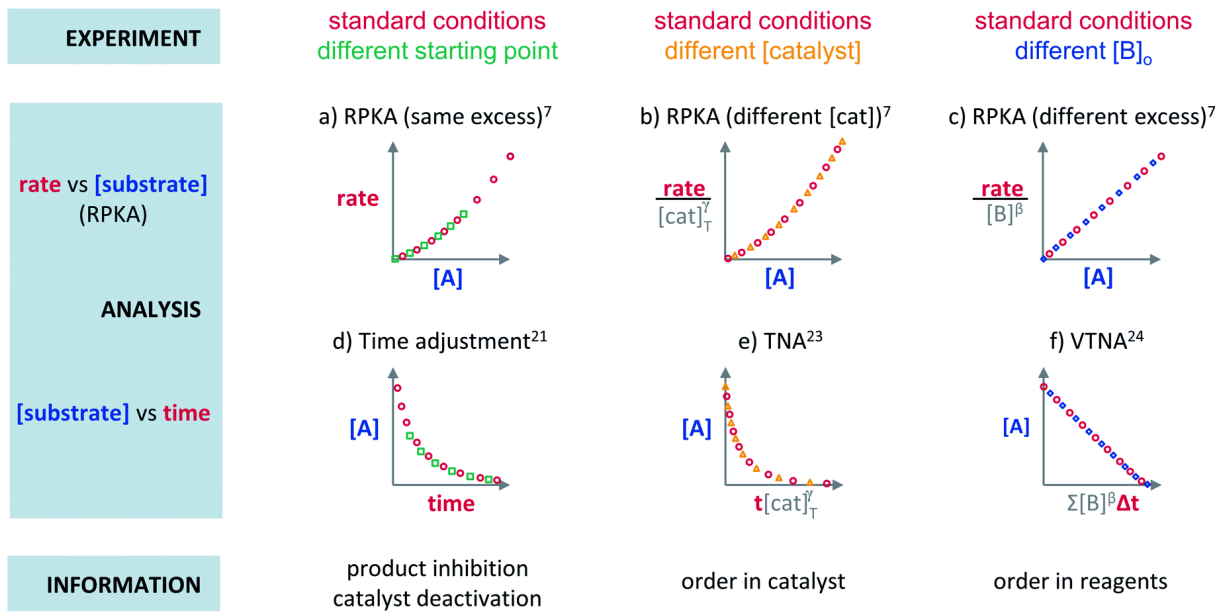 EXPERIMENT
standard conditions
different starting point
standard conditions
different [catalyst]
standard conditions
different [B]ₒ
a) RPKA (same excess)⁷
b) RPKA (different [cat])⁷
c) RPKA (different excess)⁷
rate vs [substrate]
(RPKA)
rate
[A]
rate
[cat]ᵧT
[A]
rate
[B]ᵝ
[A]
ANALYSIS
d) Time adjustment²¹
e) TNA²³
f) VTNA²⁴
[substrate] vs time
[A]
time
[A]
t[cat]ᵧT
[A]
Σ[B]ᵝΔt
INFORMATION
product inhibition
catalyst deactivation
order in catalyst
order in reagents